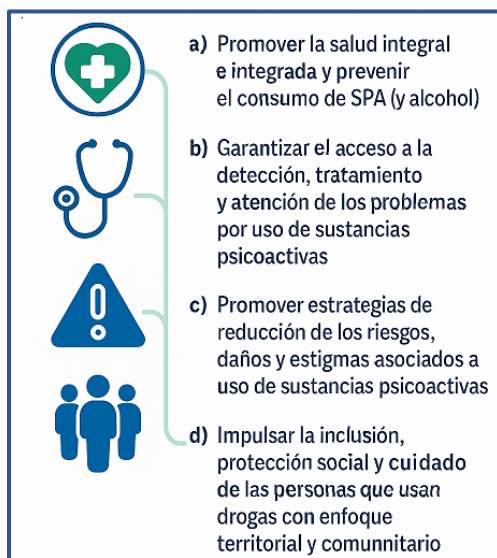 a) Promover la salud integral
e integrada y prevenir
el consumo de SPA (y alcohol)
b) Garantizar el acceso a la
detección, tratamiento
y atención de los problemas
por uso de sustancias
psicoactivas
c) Promover estrategias de
reducción de los riesgos,
daños y estigmas asociados a
uso de sustancias psicoactivas
d) Impulsar la inclusión,
protección social y cuidado
de las personas que usan
drogas con enfoque
territorial y comunnitario